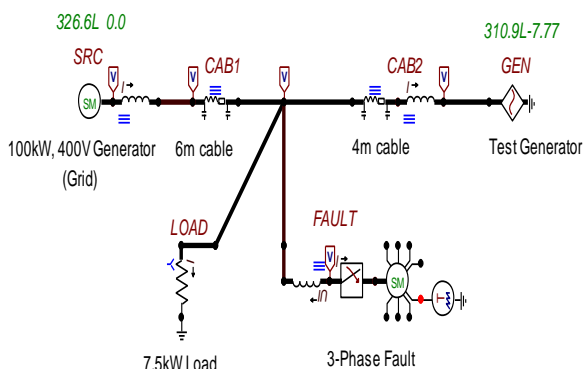 326.6L 0.0
310.9L-7.77
SRC
CAB1
CAB2
GEN
V
V
V
V
I
I
SM
100kW, 400V Generator
(Grid)
6m cable
4m cable
Test Generator
LOAD
FAULT
V
I
I
SM
7.5kW Load
3-Phase Fault